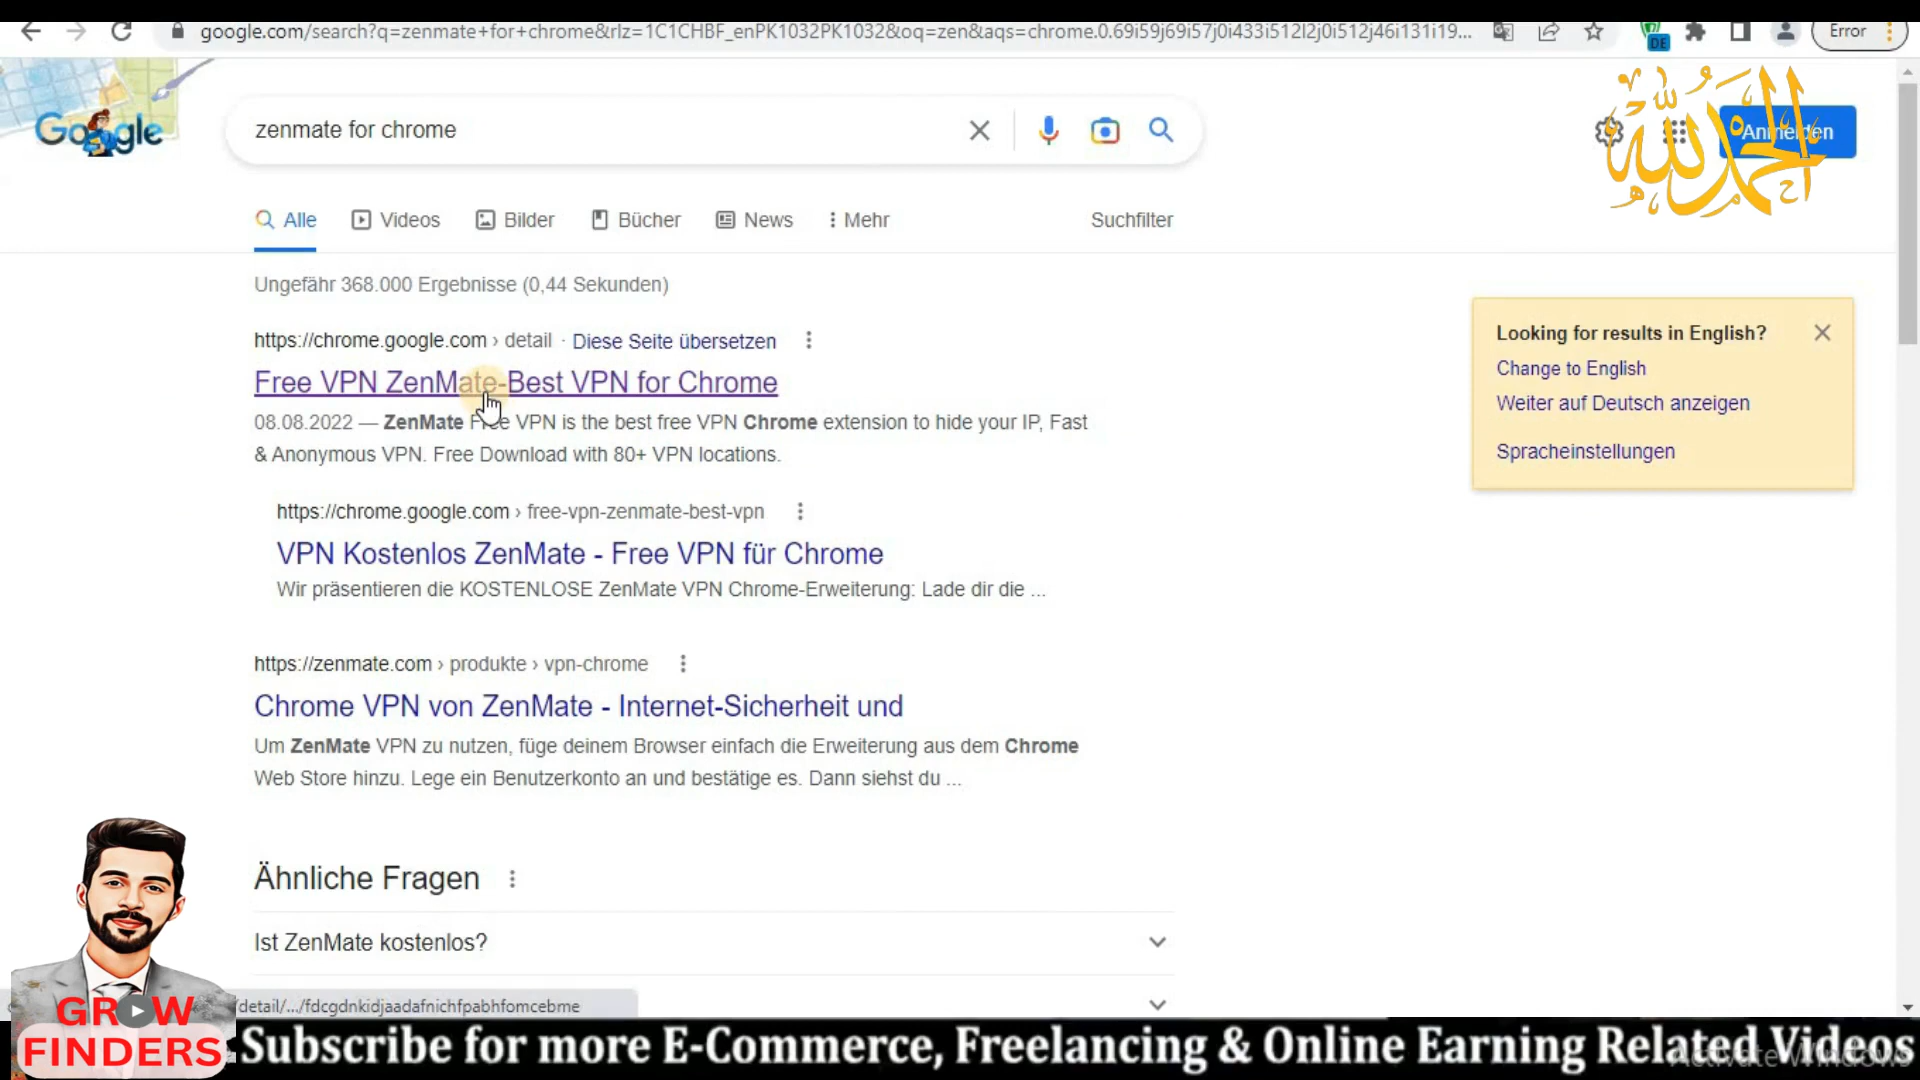 google.com/search?q=zenmate+for+chrome&rlz=1C1CHBF_enPK1032PK1032&oq=zen&aqs=chrome.0.69i59j69i57j0i433i512l2j0i512j46i131i19...
DE
Error
Google
zenmate for chrome
Anmelden
الحمد لله
Alle
Videos
Bilder
Bücher
News
Mehr
Suchfilter
Ungefähr 368.000 Ergebnisse (0,44 Sekunden)
https://chrome.google.com › detail · Diese Seite übersetzen
Free VPN ZenMate-Best VPN for Chrome
08.08.2022 — ZenMate Free VPN is the best free VPN Chrome extension to hide your IP, Fast
& Anonymous VPN. Free Download with 80+ VPN locations.
https://chrome.google.com › free-vpn-zenmate-best-vpn
VPN Kostenlos ZenMate - Free VPN für Chrome
Wir präsentieren die KOSTENLOSE ZenMate VPN Chrome-Erweiterung: Lade dir die ...
https://zenmate.com › produkte › vpn-chrome
Chrome VPN von ZenMate - Internet-Sicherheit und
Um ZenMate VPN zu nutzen, füge deinem Browser einfach die Erweiterung aus dem Chrome
Web Store hinzu. Lege ein Benutzerkonto an und bestätige es. Dann siehst du ...
Ähnliche Fragen
Ist ZenMate kostenlos?
Looking for results in English?
Change to English
Weiter auf Deutsch anzeigen
Spracheinstellungen
detail/.../fdcgdnkidjaadafnichfpabhfomcebme
GROW
FINDERS
Subscribe for more E-Commerce, Freelancing & Online Earning Related Videos
Activate Windows